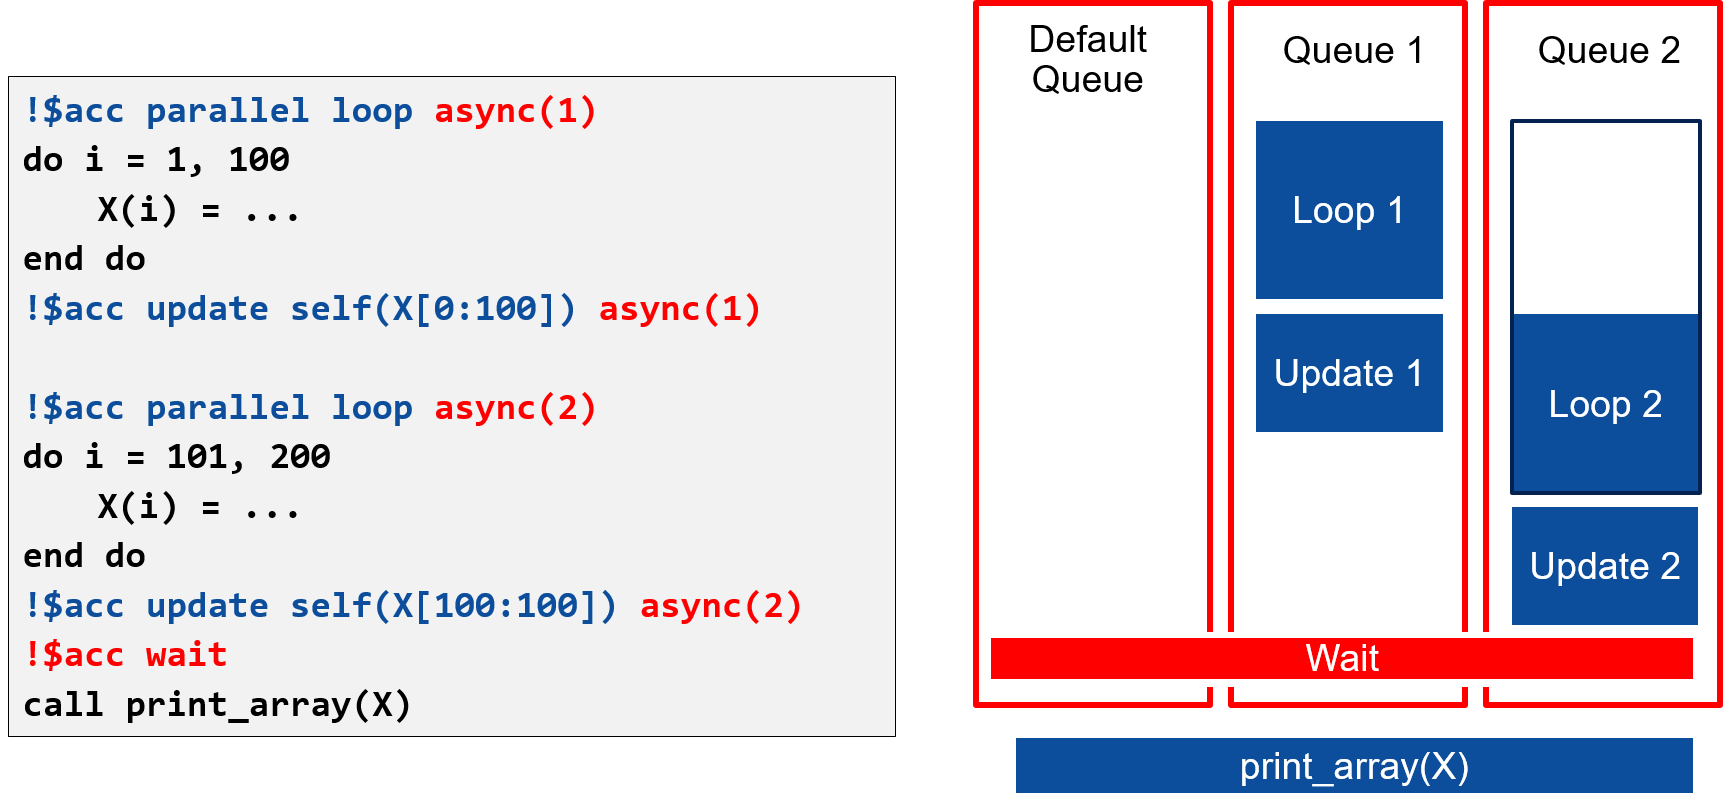 !$acc parallel loop async(1)
do i = 1, 100
X(i) = ...
end do
!$acc update self(X[0:100]) async(1)
!$acc parallel loop async(2)
do i = 101, 200
X(i) = ...
end do
!$acc update self(X[100:100]) async(2)
!$acc wait
call print_array(X)
Default
Queue
Queue 1
Queue 2
Loop 1
Update 1
Loop 2
Update 2
Wait
print_array(X)